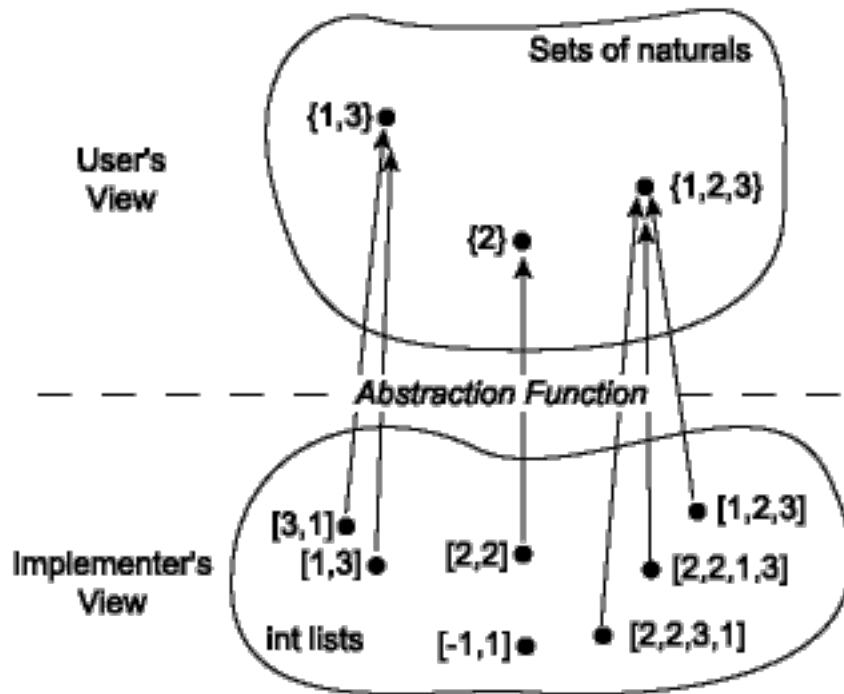 Sets of naturals
{1,3}
User's
View
{1,2,3}
{2}
Abstraction Function
[3,1]
[1,2,3]
[1,3]
[2,2]
[2,2,1,3]
Implementer's
View
int lists
[-1,1]
[2,2,3,1]